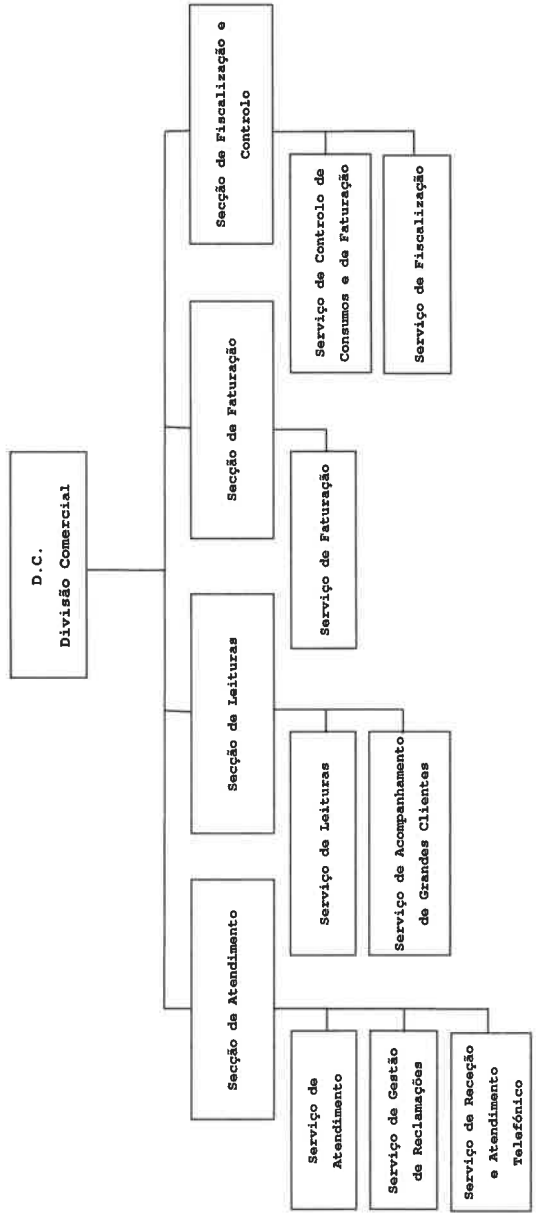 D.C.
Divisão Comercial
Secção de Atendimento
Serviço de
Atendimento
Serviço de Gestão
de Reclamações
Serviço de Receção
e Atendimento
Telefónico
Secção de Leituras
Serviço de Leituras
Serviço de Acompanhamento
de Grandes Clientes
Secção de Faturação
Serviço de Faturação
Secção de Fiscalização e
Controlo
Serviço de Controlo de
Consumos e de Faturação
Serviço de Fiscalização